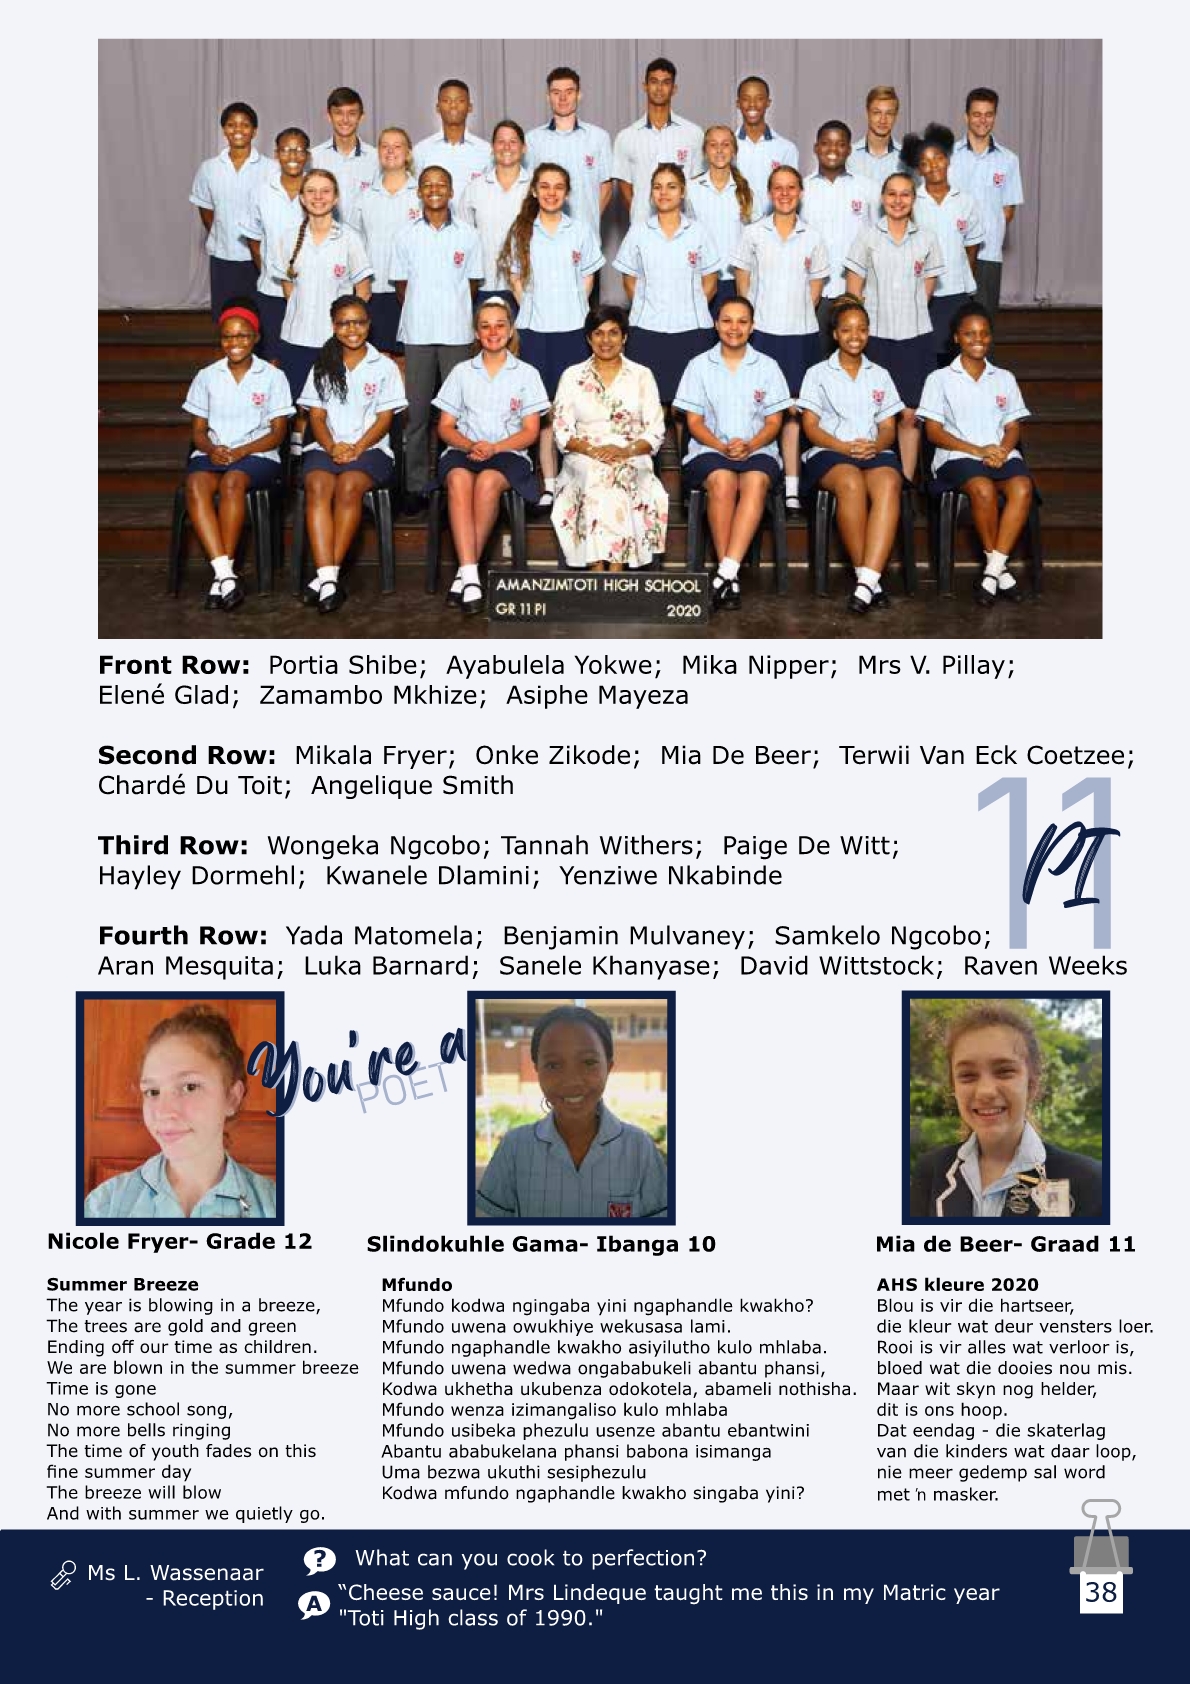 AMANZIMTOTI HIGH SCHOOL
GR 11 PI 2020
Front Row: Portia Shibe; Ayabulela Yokwe; Mika Nipper; Mrs V. Pillay;
Elené Glad; Zamambo Mkhize; Asiphe Mayeza
Second Row: Mikala Fryer; Onke Zikode; Mia De Beer; Terwii Van Eck Coetzee;
Chardé Du Toit; Angelique Smith
Third Row: Wongeka Ngcobo; Tannah Withers; Paige De Witt;
Hayley Dormehl; Kwanele Dlamini; Yenziwe Nkabinde
11
PI
Fourth Row: Yada Matomela; Benjamin Mulvaney; Samkelo Ngcobo;
Aran Mesquita; Luka Barnard; Sanele Khanyase; David Wittstock; Raven Weeks
You're a
POET
Nicole Fryer- Grade 12
Summer Breeze
The year is blowing in a breeze,
The trees are gold and green
Ending off our time as children.
We are blown in the summer breeze
Time is gone
No more school song,
No more bells ringing
The time of youth fades on this
fine summer day
The breeze will blow
And with summer we quietly go.
Slindokuhle Gama- Ibanga 10
Mfundo
Mfundo kodwa ngingaba yini ngaphandle kwakho?
Mfundo uwena owukhiye wekusasa lami.
Mfundo ngaphandle kwakho asiyilutho kulo mhlaba.
Mfundo uwena wedwa ongababukeli abantu phansi,
Kodwa ukhetha ukubenza odokotela, abameli nothisha.
Mfundo wenza izimangaliso kulo mhlaba
Mfundo usibeka phezulu usenze abantu ebantwini
Abantu ababukelana phansi babona isimanga
Uma bezwa ukuthi sesiphezulu
Kodwa mfundo ngaphandle kwakho singaba yini?
Mia de Beer- Graad 11
AHS kleure 2020
Blou is vir die hartseer,
die kleur wat deur vensters loer.
Rooi is vir alles wat verloor is,
bloed wat die dooies nou mis.
Maar wit skyn nog helder,
dit is ons hoop.
Dat eendag - die skaterlag
van die kinders wat daar loop,
nie meer gedemp sal word
met ŉ masker.
Ms L. Wassenaar
- Reception
? What can you cook to perfection?
A “Cheese sauce! Mrs Lindeque taught me this in my Matric year
"Toti High class of 1990."
38